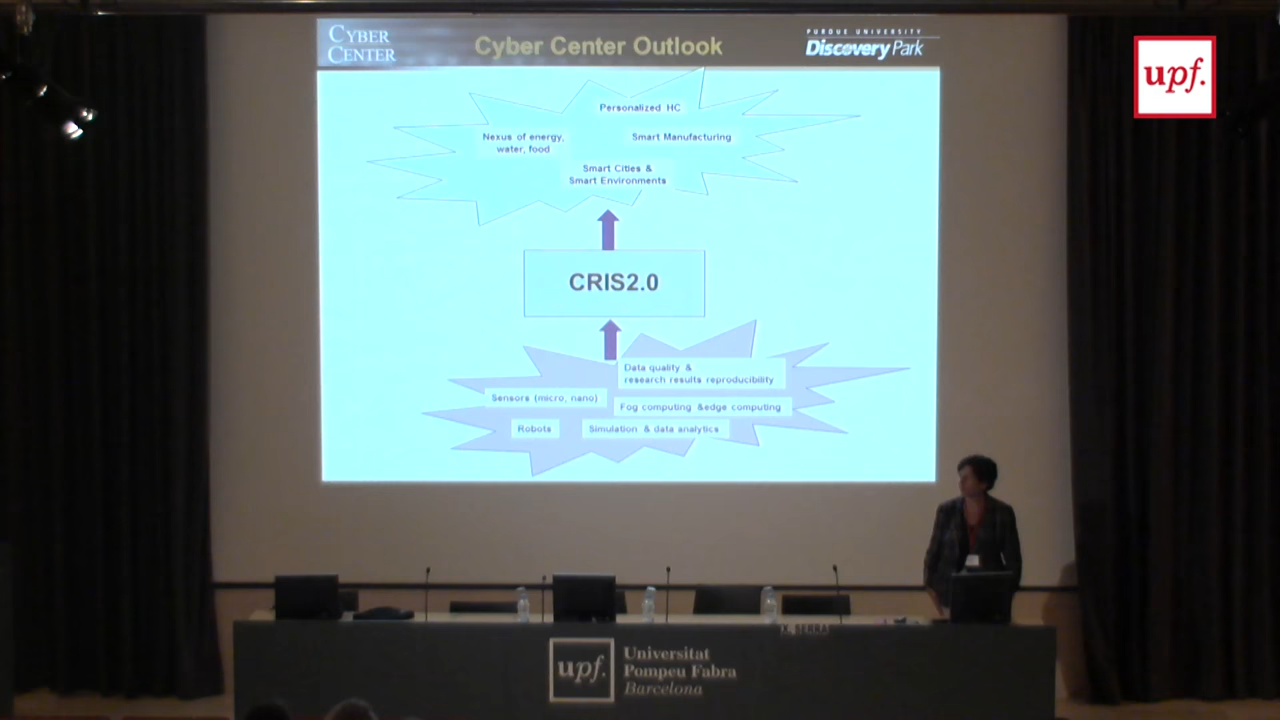 CYBER
CENTER
Cyber Center Outlook
PURDUE UNIVERSITY
Discovery Park
upf.
Personalized HC
Nexus of energy,
water, food
Smart Manufacturing
Smart Cities &
Smart Environments
CRIS2.0
Data quality &
research results reproducibility
Sensors (micro, nano)
Fog computing &edge computing
Robots
Simulation & data analytics
X. SERRA
upf.
Universitat
Pompeu Fabra
Barcelona